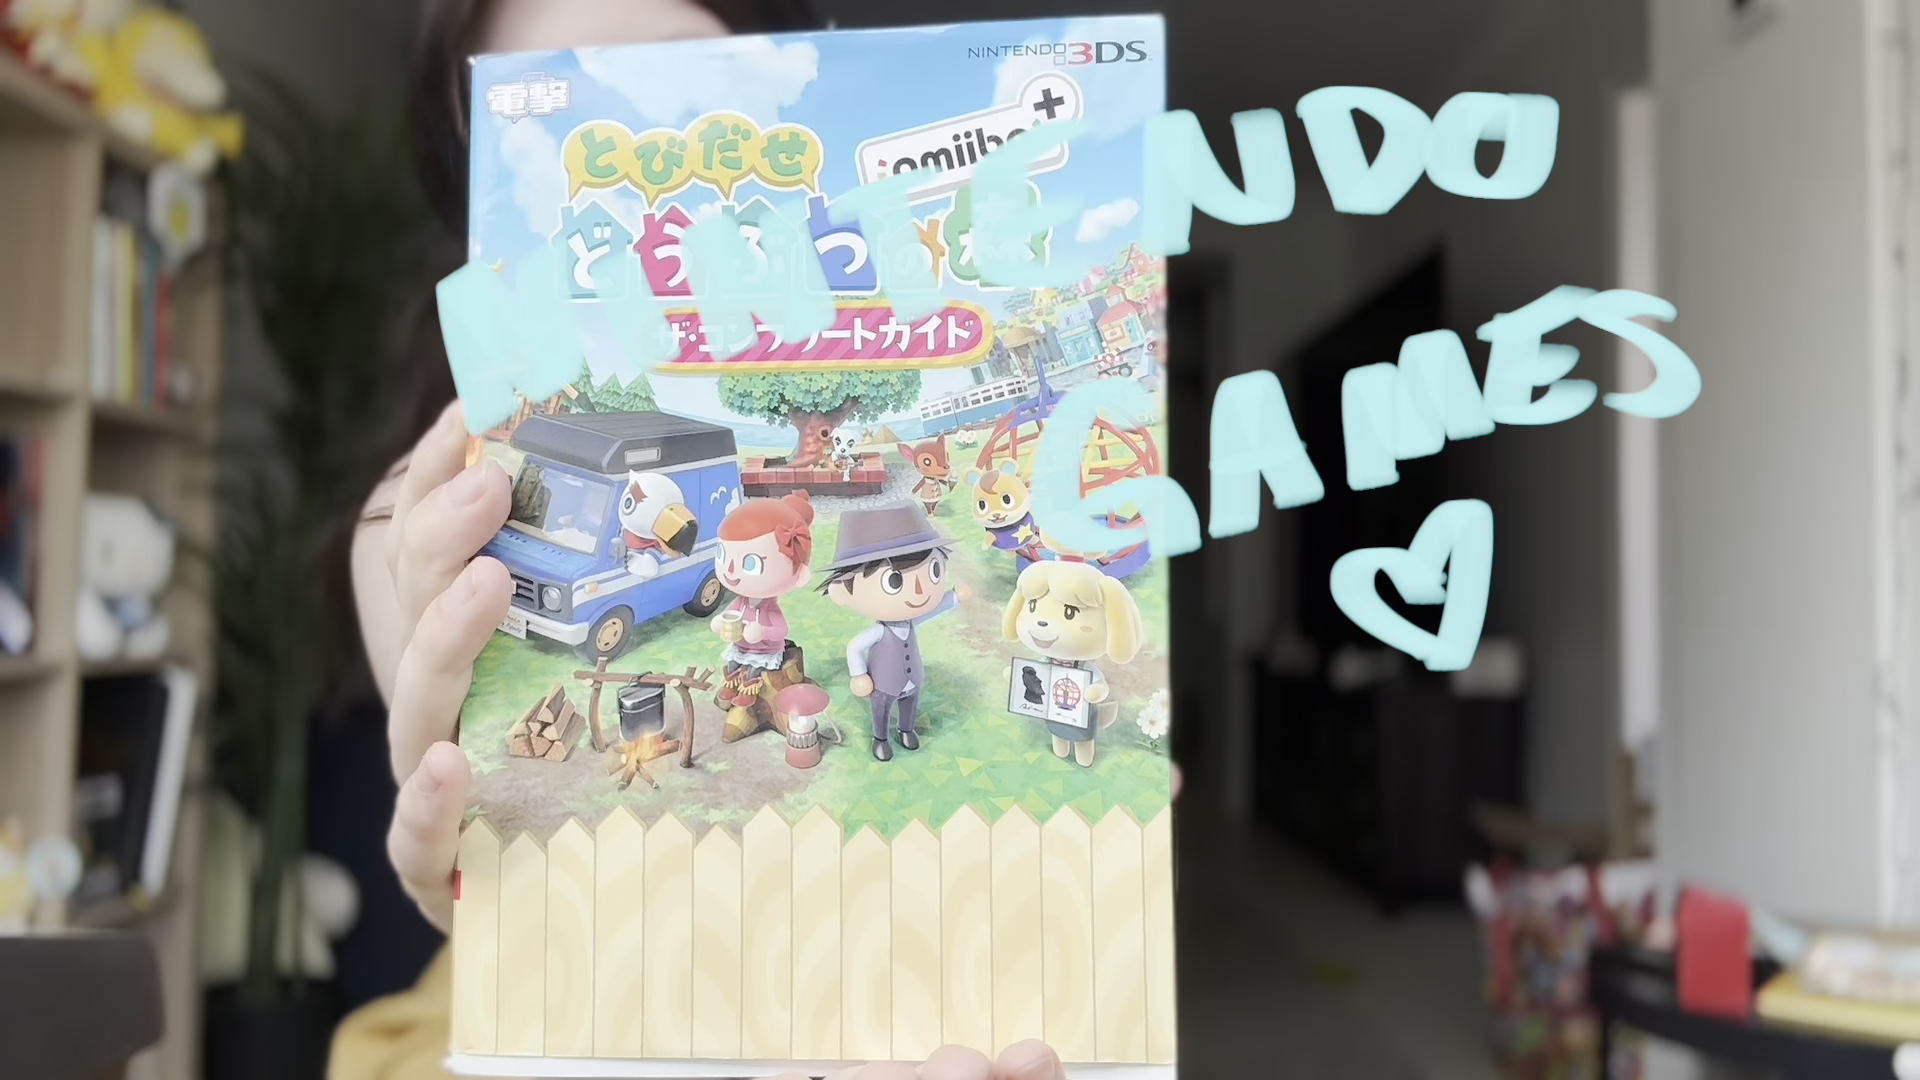 NINTENDO 3DS
電撃
とびだせ
amiibo+
どうぶつの森
ザ・コンプリートガイド
NINTENDO
GAMES